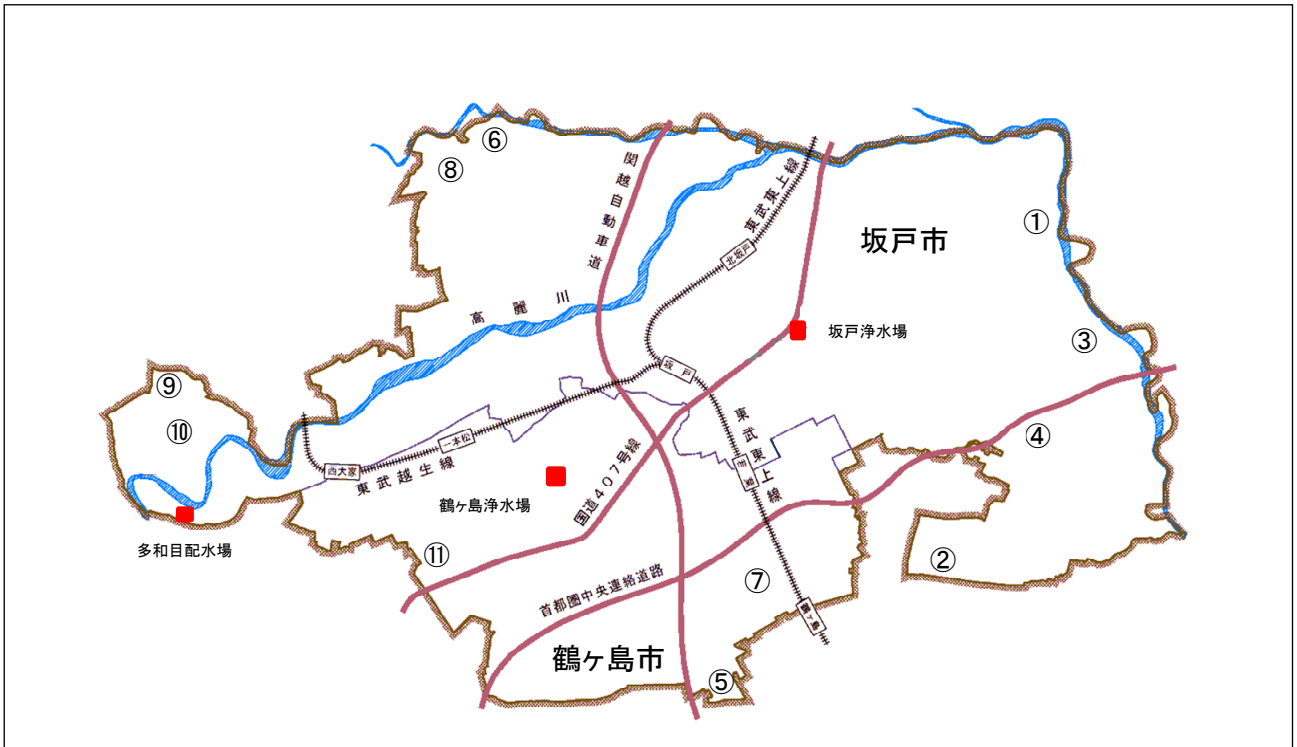 ⑥
⑧
関越自動車道
東武東上線
北坂戸
①
坂戸市
高麗川
坂戸浄水場
③
坂戸
⑨
⑩
一本松
西大家
東武越生線
東武東上線
若葉
④
国道407号線
鶴ヶ島浄水場
多和目配水場
⑪
②
首都圏中央連絡道路
⑦
鶴ヶ島
鶴ヶ島市
⑤